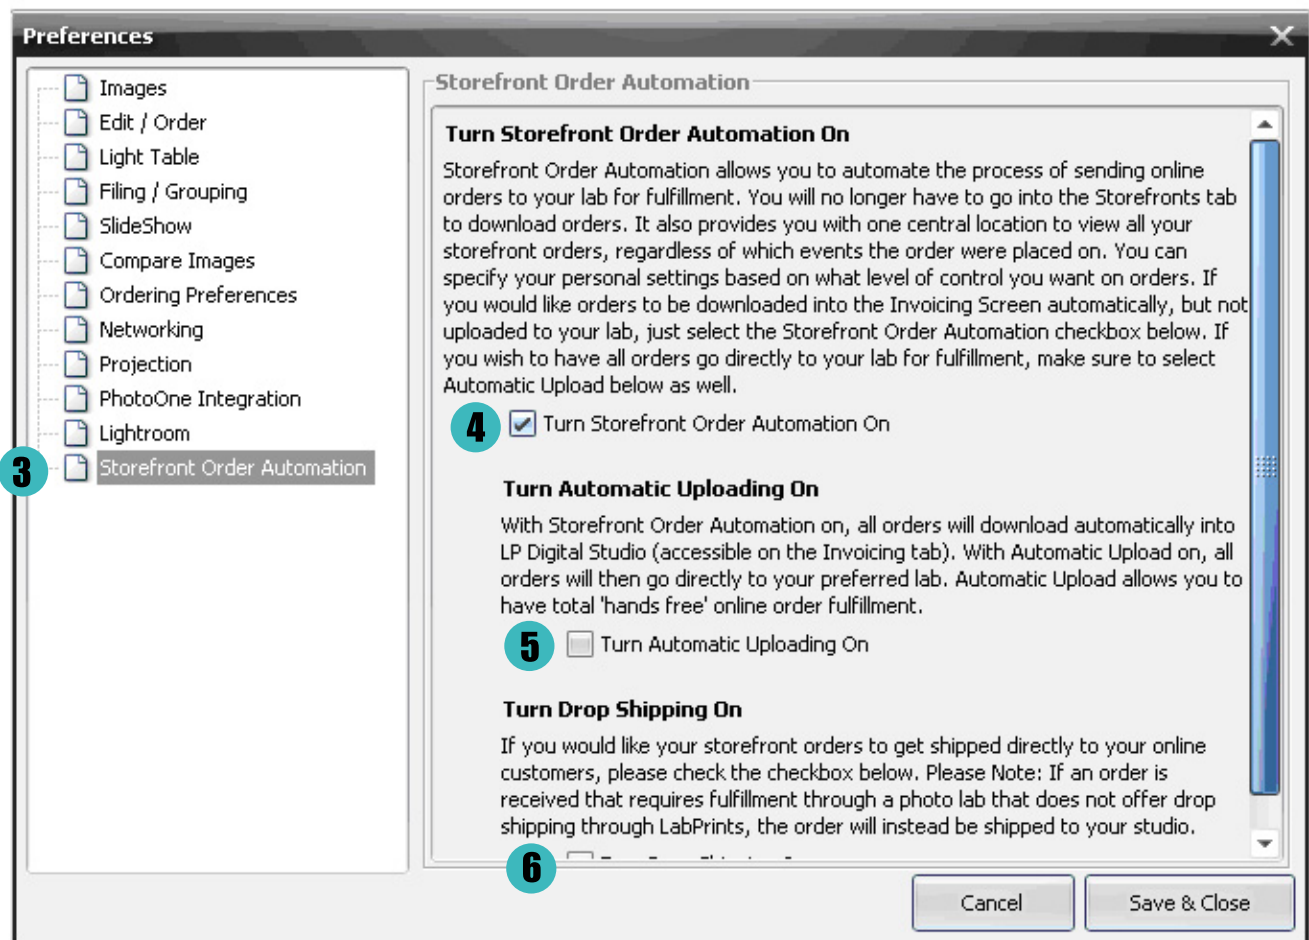 Preferences
Images
Edit / Order
Light Table
Filing / Grouping
SlideShow
Compare Images
Ordering Preferences
Networking
Projection
PhotoOne Integration
Lightroom
3 Storefront Order Automation
Storefront Order Automation
Turn Storefront Order Automation On
Storefront Order Automation allows you to automate the process of sending online
orders to your lab for fulfillment. You will no longer have to go into the Storefronts tab
to download orders. It also provides you with one central location to view all your
storefront orders, regardless of which events the order were placed on. You can
specify your personal settings based on what level of control you want on orders. If
you would like orders to be downloaded into the Invoicing Screen automatically, but not
uploaded to your lab, just select the Storefront Order Automation checkbox below. If
you wish to have all orders go directly to your lab for fulfillment, make sure to select
Automatic Upload below as well.
4 Turn Storefront Order Automation On
Turn Automatic Uploading On
With Storefront Order Automation on, all orders will download automatically into
LP Digital Studio (accessible on the Invoicing tab). With Automatic Upload on, all
orders will then go directly to your preferred lab. Automatic Upload allows you to
have total 'hands free' online order fulfillment.
5 Turn Automatic Uploading On
Turn Drop Shipping On
If you would like your storefront orders to get shipped directly to your online
customers, please check the checkbox below. Please Note: If an order is
received that requires fulfillment through a photo lab that does not offer drop
shipping through LabPrints, the order will instead be shipped to your studio.
6
Cancel
Save & Close